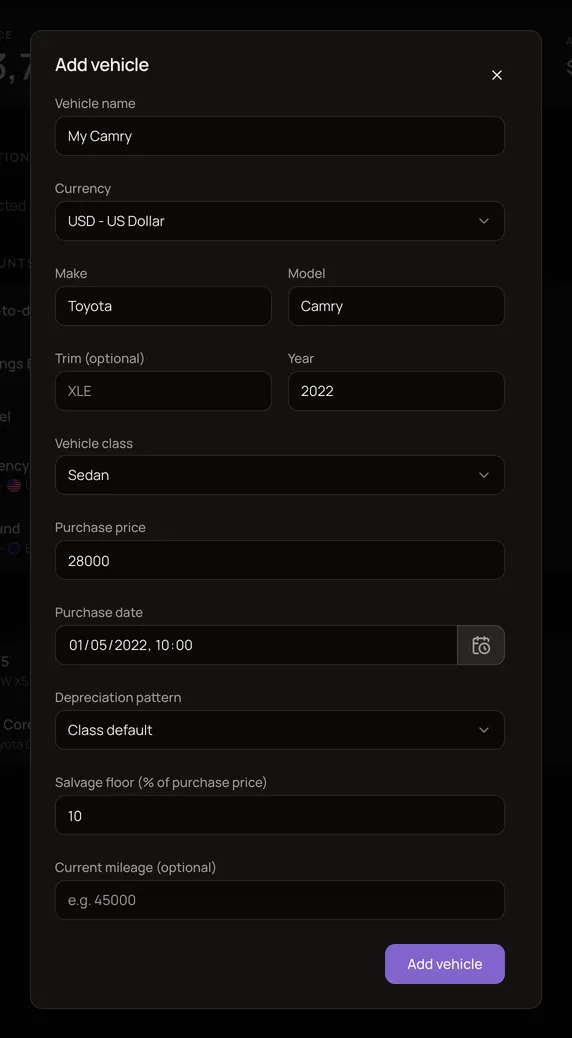 Add vehicle
Vehicle name
My Camry
Currency
USD - US Dollar
Make
Model
Toyota
Camry
Trim (optional)
Year
XLE
2022
Vehicle class
Sedan
Purchase price
28000
Purchase date
01/05/2022, 10:00
Depreciation pattern
Class default
Salvage floor (% of purchase price)
10
Current mileage (optional)
e.g. 45000
Add vehicle